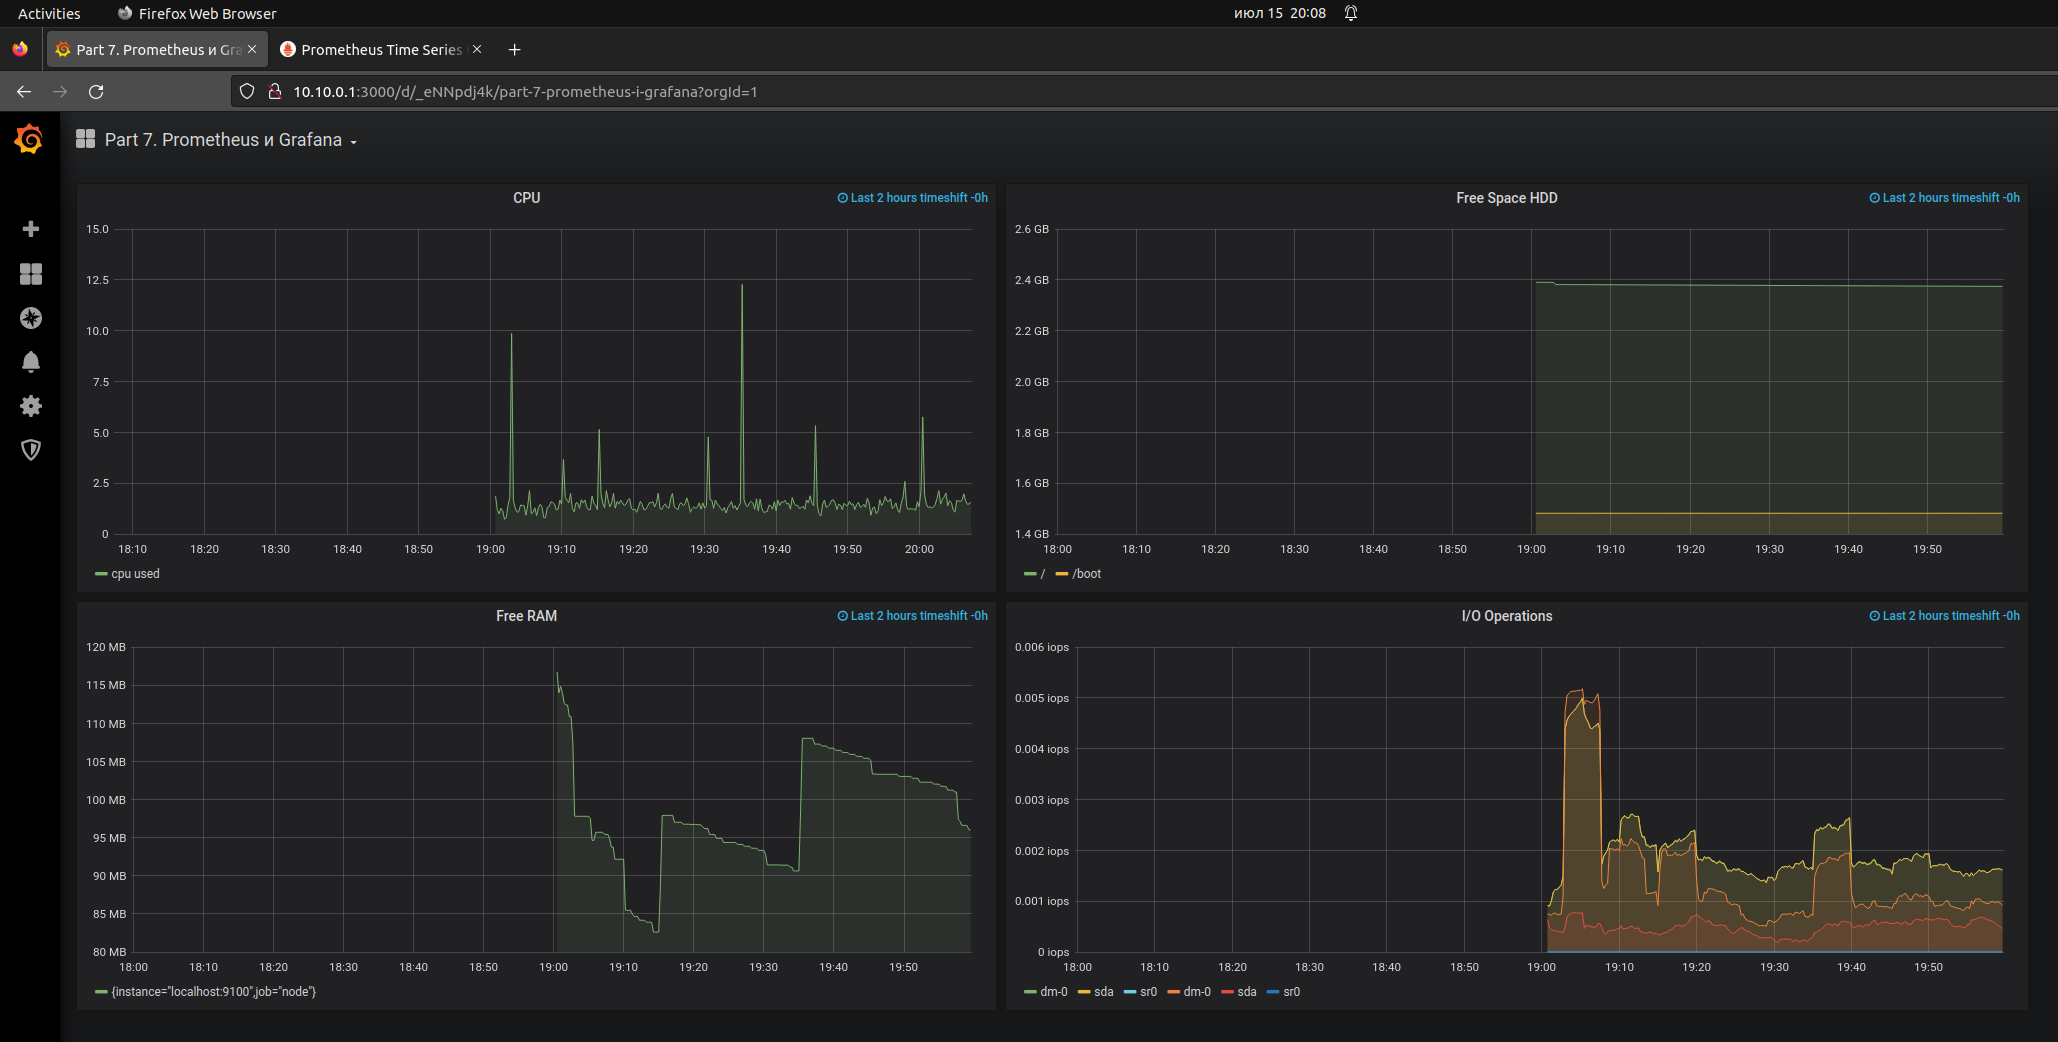 Activities Firefox Web Browser июл 15 20:08
Part 7. Prometheus и Gra Prometheus Time Series
10.10.0.1:3000/d/_eNNpdj4k/part-7-prometheus-i-grafana?orgId=1
Part 7. Prometheus и Grafana
CPU Last 2 hours timeshift -0h
15.0
12.5
10.0
7.5
5.0
2.5
0
18:10 18:20 18:30 18:40 18:50 19:00 19:10 19:20 19:30 19:40 19:50 20:00
cpu used
Free Space HDD Last 2 hours timeshift -0h
2.6 GB
2.4 GB
2.2 GB
2.0 GB
1.8 GB
1.6 GB
1.4 GB
18:00 18:10 18:20 18:30 18:40 18:50 19:00 19:10 19:20 19:30 19:40 19:50
/ /boot
Free RAM Last 2 hours timeshift -0h
120 MB
115 MB
110 MB
105 MB
100 MB
95 MB
90 MB
85 MB
80 MB
18:00 18:10 18:20 18:30 18:40 18:50 19:00 19:10 19:20 19:30 19:40 19:50
{instance="localhost:9100",job="node"}
I/O Operations Last 2 hours timeshift -0h
0.006 iops
0.005 iops
0.004 iops
0.003 iops
0.002 iops
0.001 iops
0 iops
18:00 18:10 18:20 18:30 18:40 18:50 19:00 19:10 19:20 19:30 19:40 19:50
dm-0 sda sr0 dm-0 sda sr0